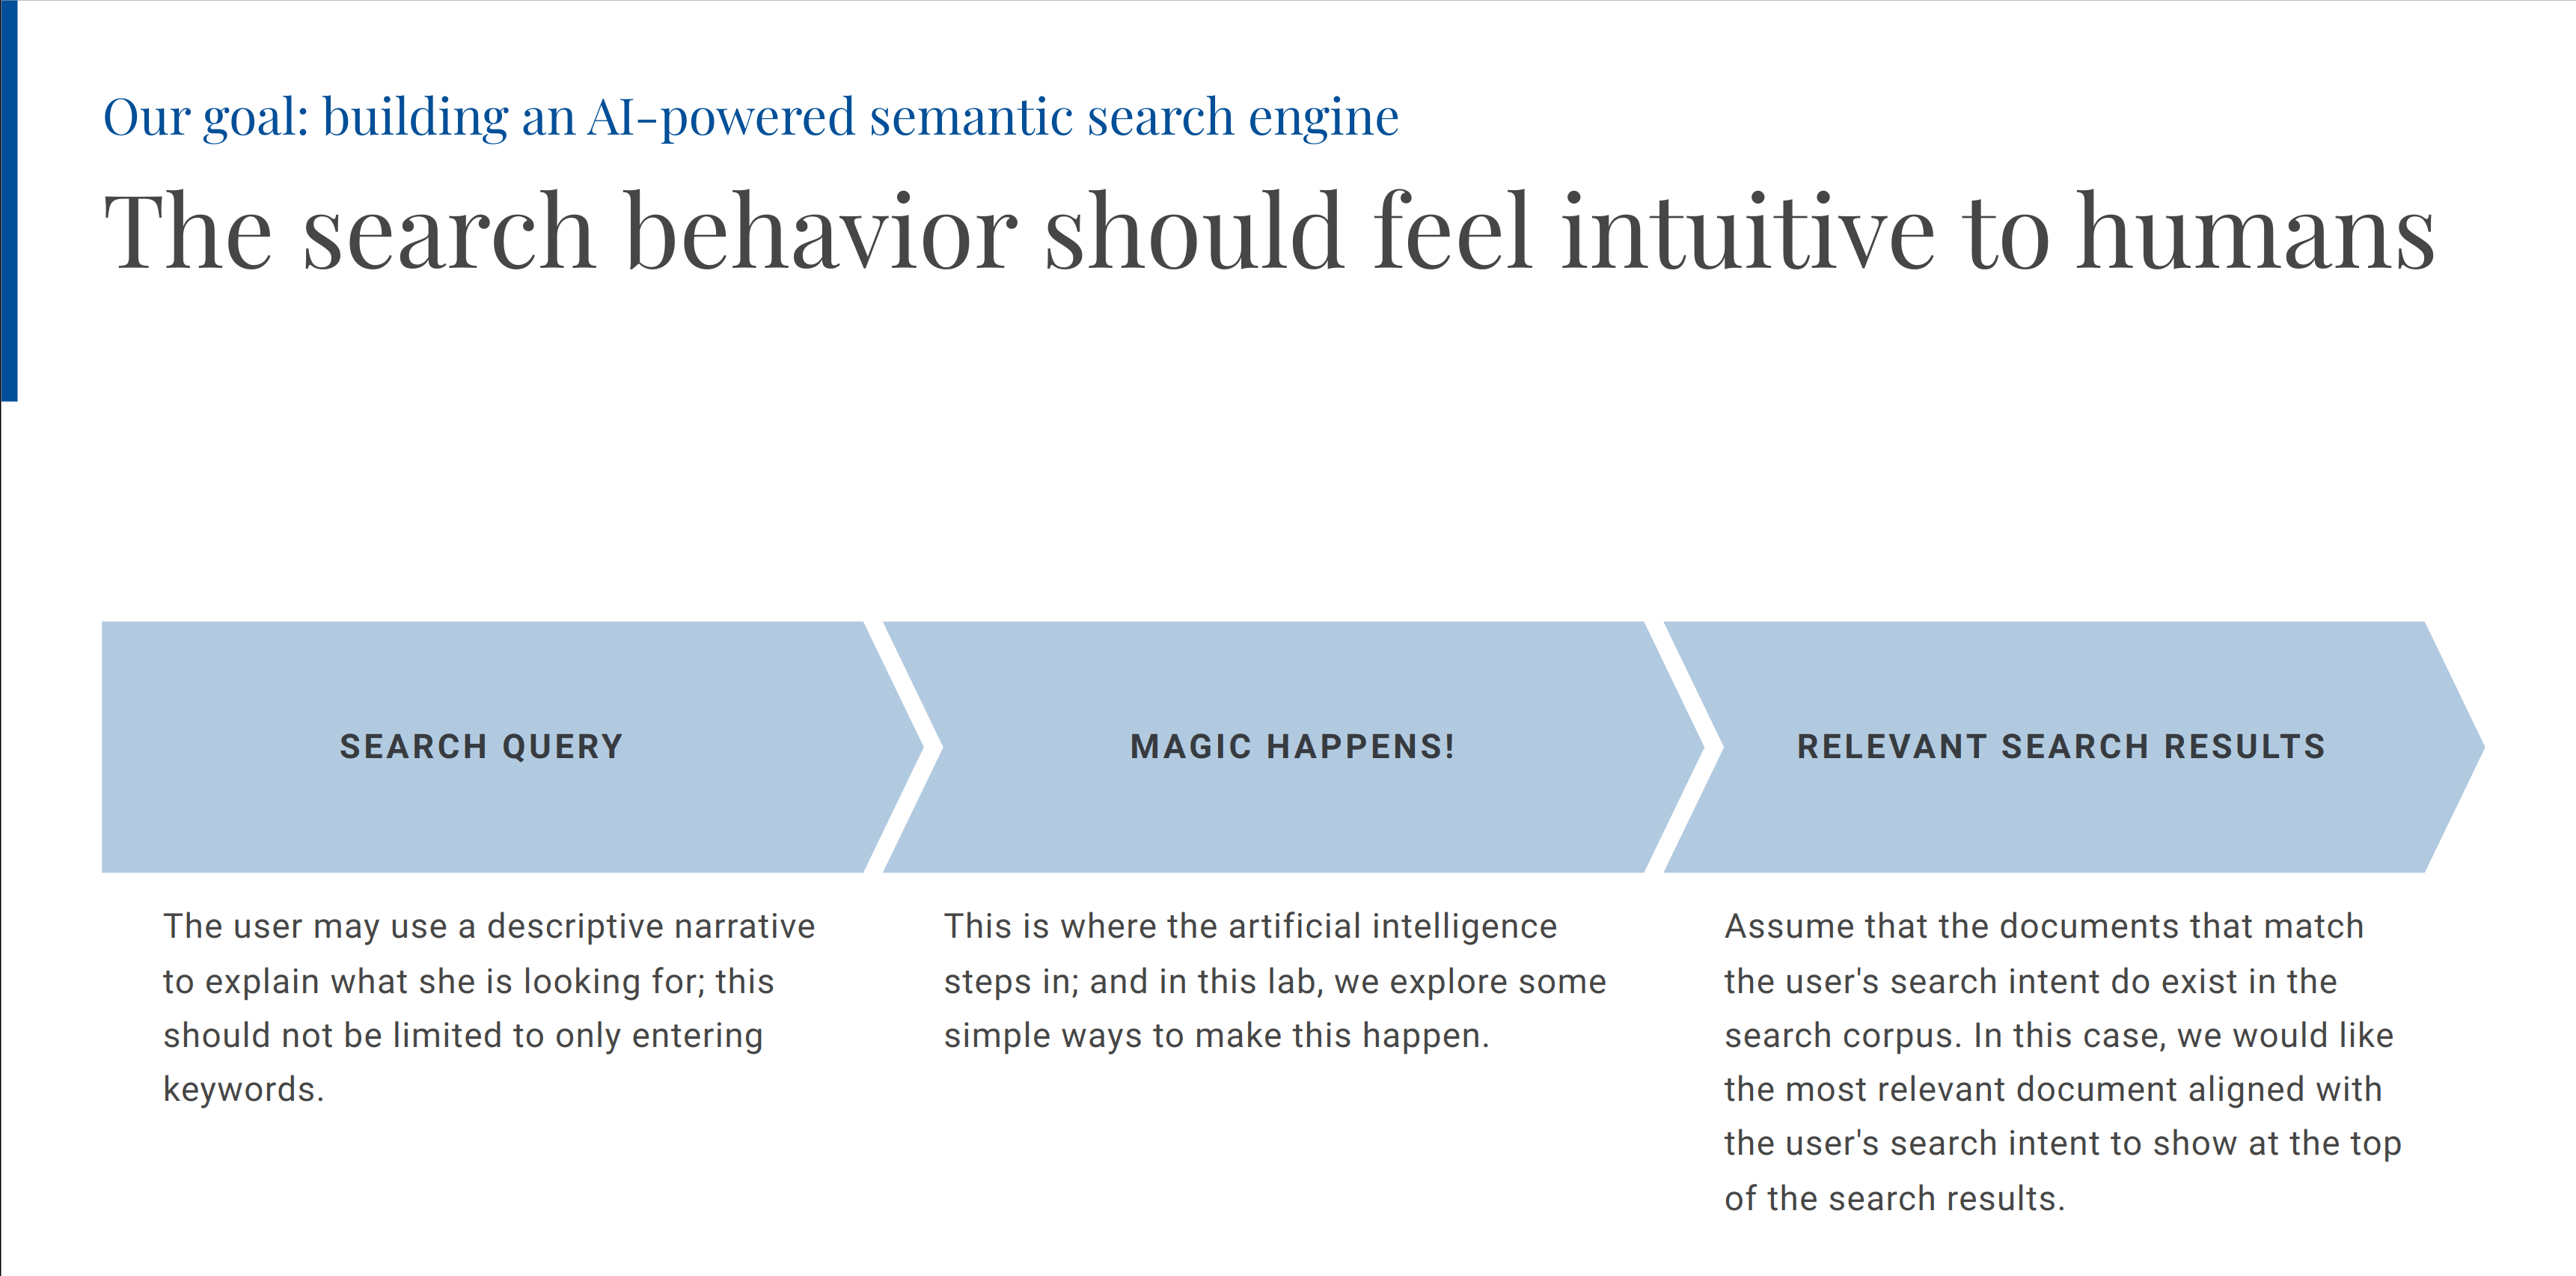 Our goal: building an AI-powered semantic search engine
The search behavior should feel intuitive to humans
SEARCH QUERY
The user may use a descriptive narrative
to explain what she is looking for; this
should not be limited to only entering
keywords.
MAGIC HAPPENS!
This is where the artificial intelligence
steps in; and in this lab, we explore some
simple ways to make this happen.
RELEVANT SEARCH RESULTS
Assume that the documents that match
the user's search intent do exist in the
search corpus. In this case, we would like
the most relevant document aligned with
the user's search intent to show at the top
of the search results.